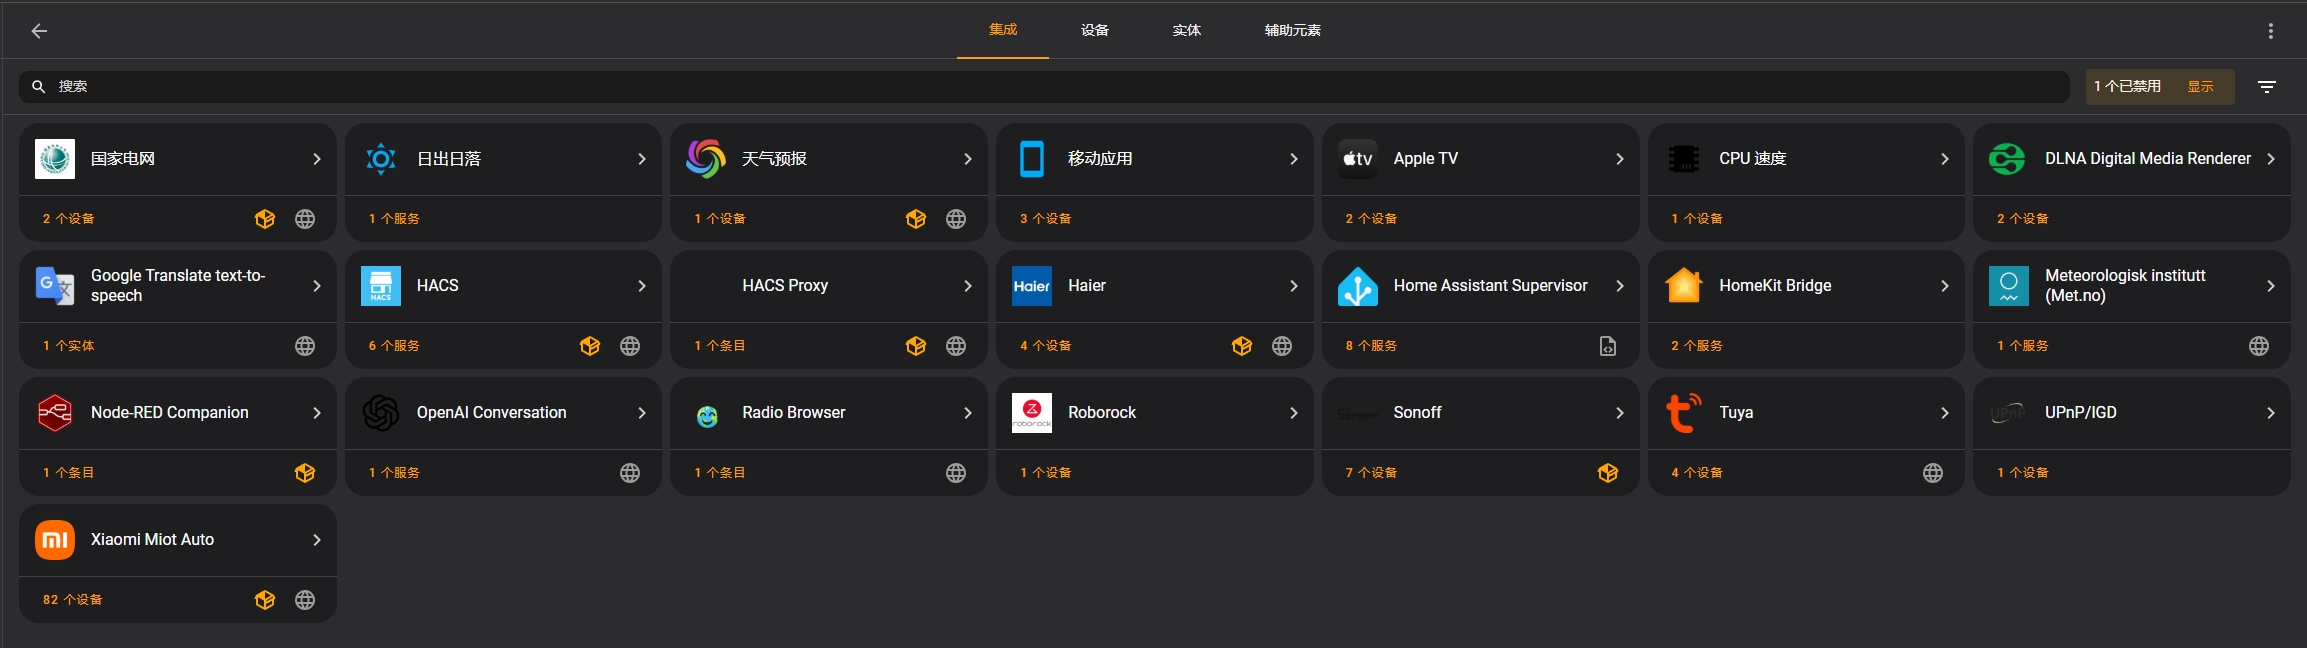 集成 设备 实体 辅助元素
搜索 1 个已禁用 显示
国家电网 日出日落 天气预报 移动应用 tv Apple TV CPU 速度 DLNA Digital Media Renderer
2 个设备 1 个服务 1 个设备 3 个设备 2 个设备 1 个设备 2 个设备
G 文 Google Translate text-to-
speech
HACS HACS HACS Proxy Haier Haier Home Assistant Supervisor HomeKit Bridge Meteorologisk institutt
(Met.no)
1 个实体 6 个服务 1 个条目 4 个设备 8 个服务 2 个服务 1 个服务
Node-RED Companion OpenAI Conversation Radio Browser roborock Roborock Sonoff Sonoff Tuya UPnP UPnP/IGD
1 个条目 1 个服务 1 个条目 1 个设备 7 个设备 4 个设备 1 个设备
mi Xiaomi Miot Auto
82 个设备